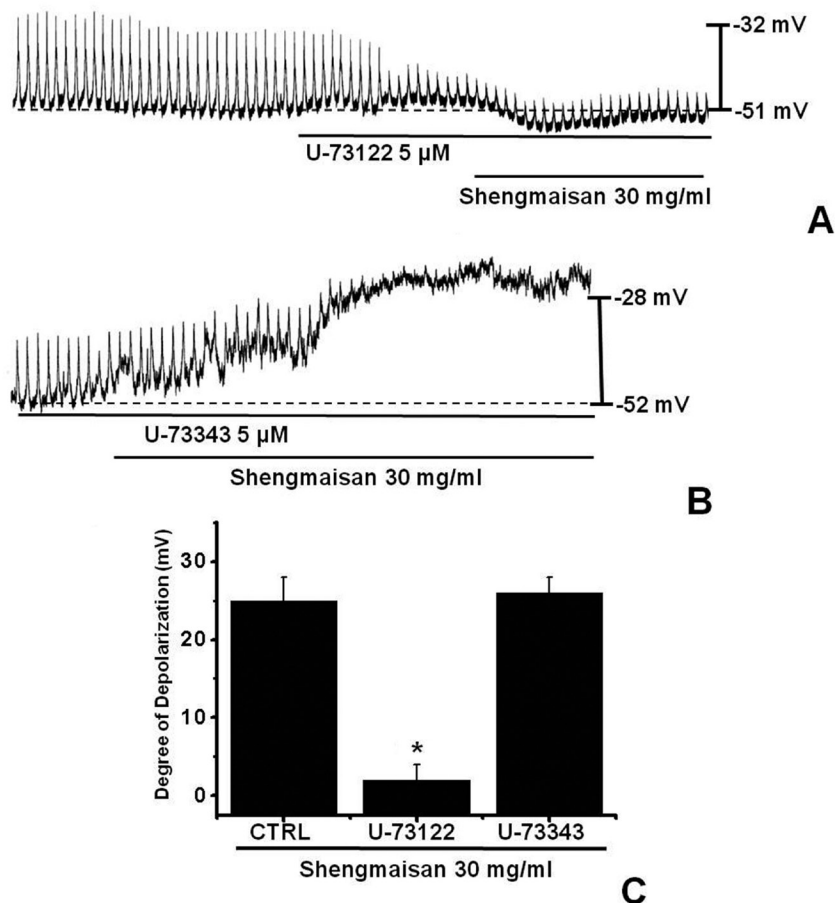 -32 mV
-51 mV
U-73122 5 µM
Shengmaisan 30 mg/ml
A
-28 mV
-52 mV
U-73343 5 µM
Shengmaisan 30 mg/ml
B
Degree of Depolarization (mV)
30
20
10
0
*
CTRL U-73122 U-73343
Shengmaisan 30 mg/ml
C